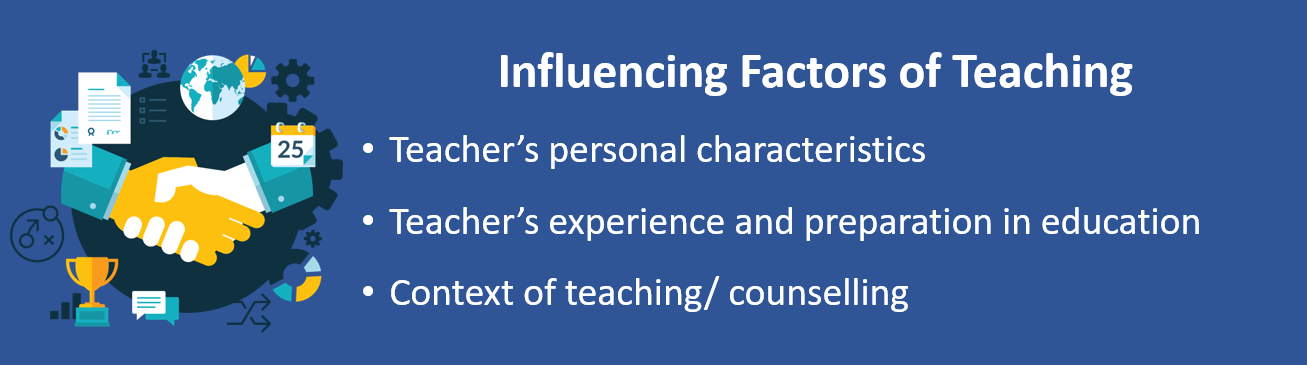 Influencing Factors of Teaching
• Teacher’s personal characteristics
• Teacher’s experience and preparation in education
• Context of teaching/ counselling
25